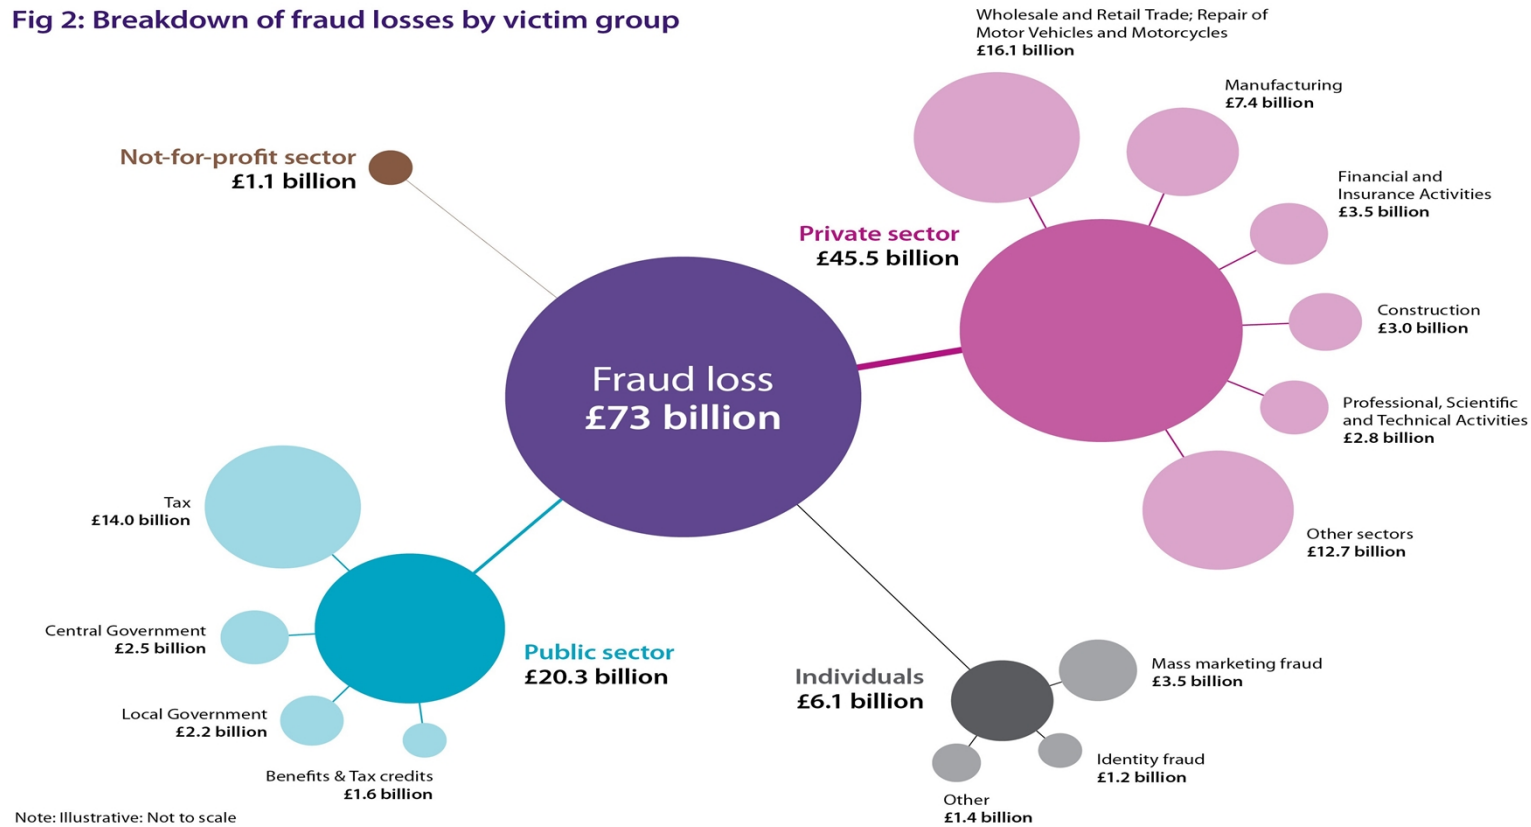 Fig 2: Breakdown of fraud losses by victim group
Wholesale and Retail Trade; Repair of
Motor Vehicles and Motorcycles
£16.1 billion
Manufacturing
£7.4 billion
Not-for-profit sector
£1.1 billion
Financial and
Insurance Activities
£3.5 billion
Private sector
£45.5 billion
Construction
£3.0 billion
Fraud loss
£73 billion
Professional, Scientific
and Technical Activities
£2.8 billion
Tax
£14.0 billion
Other sectors
£12.7 billion
Central Government
£2.5 billion
Public sector
£20.3 billion
Individuals
£6.1 billion
Mass marketing fraud
£3.5 billion
Local Government
£2.2 billion
Identity fraud
£1.2 billion
Benefits & Tax credits
£1.6 billion
Other
£1.4 billion
Note: Illustrative: Not to scale